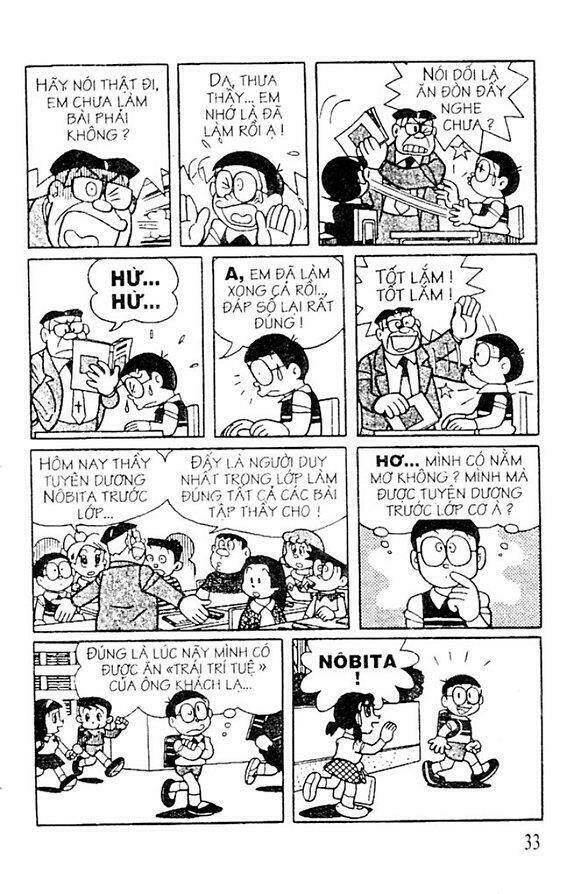 HÃY NÓI THẬT ĐI,
EM CHƯA LÀM
BÀI PHẢI
KHÔNG ?
DẠ, THƯA
THẦY... EM
NHỚ LÀ ĐÃ
LÀM RỒI Ạ !
NÓI DỐI LÀ
ĂN ĐÒN ĐẤY
NGHE
CHƯA ?
HỪ...
HỪ...
A, EM ĐÃ LÀM
XONG CẢ RỒI...
ĐÁP SỐ LẠI RẤT
ĐÚNG !
TỐT LẮM !
TỐT LẮM !
HÔM NAY THẦY
TUYÊN DƯƠNG
NÔBITA TRƯỚC
LỚP...
ĐẤY LÀ NGƯỜI DUY
NHẤT TRONG LỚP LÀM
ĐÚNG TẤT CẢ CÁC BÀI
TẬP THẦY CHO !
HƠ... MÌNH CÓ NẰM
MƠ KHÔNG ? MÌNH MÀ
ĐƯỢC TUYÊN DƯƠNG
TRƯỚC LỚP CƠ À ?
ĐÚNG LÀ LÚC NÃY MÌNH CÓ
ĐƯỢC ĂN «TRÁI TRÍ TUỆ»
CỦA ÔNG KHÁCH LẠ...
NÔBITA
!
33